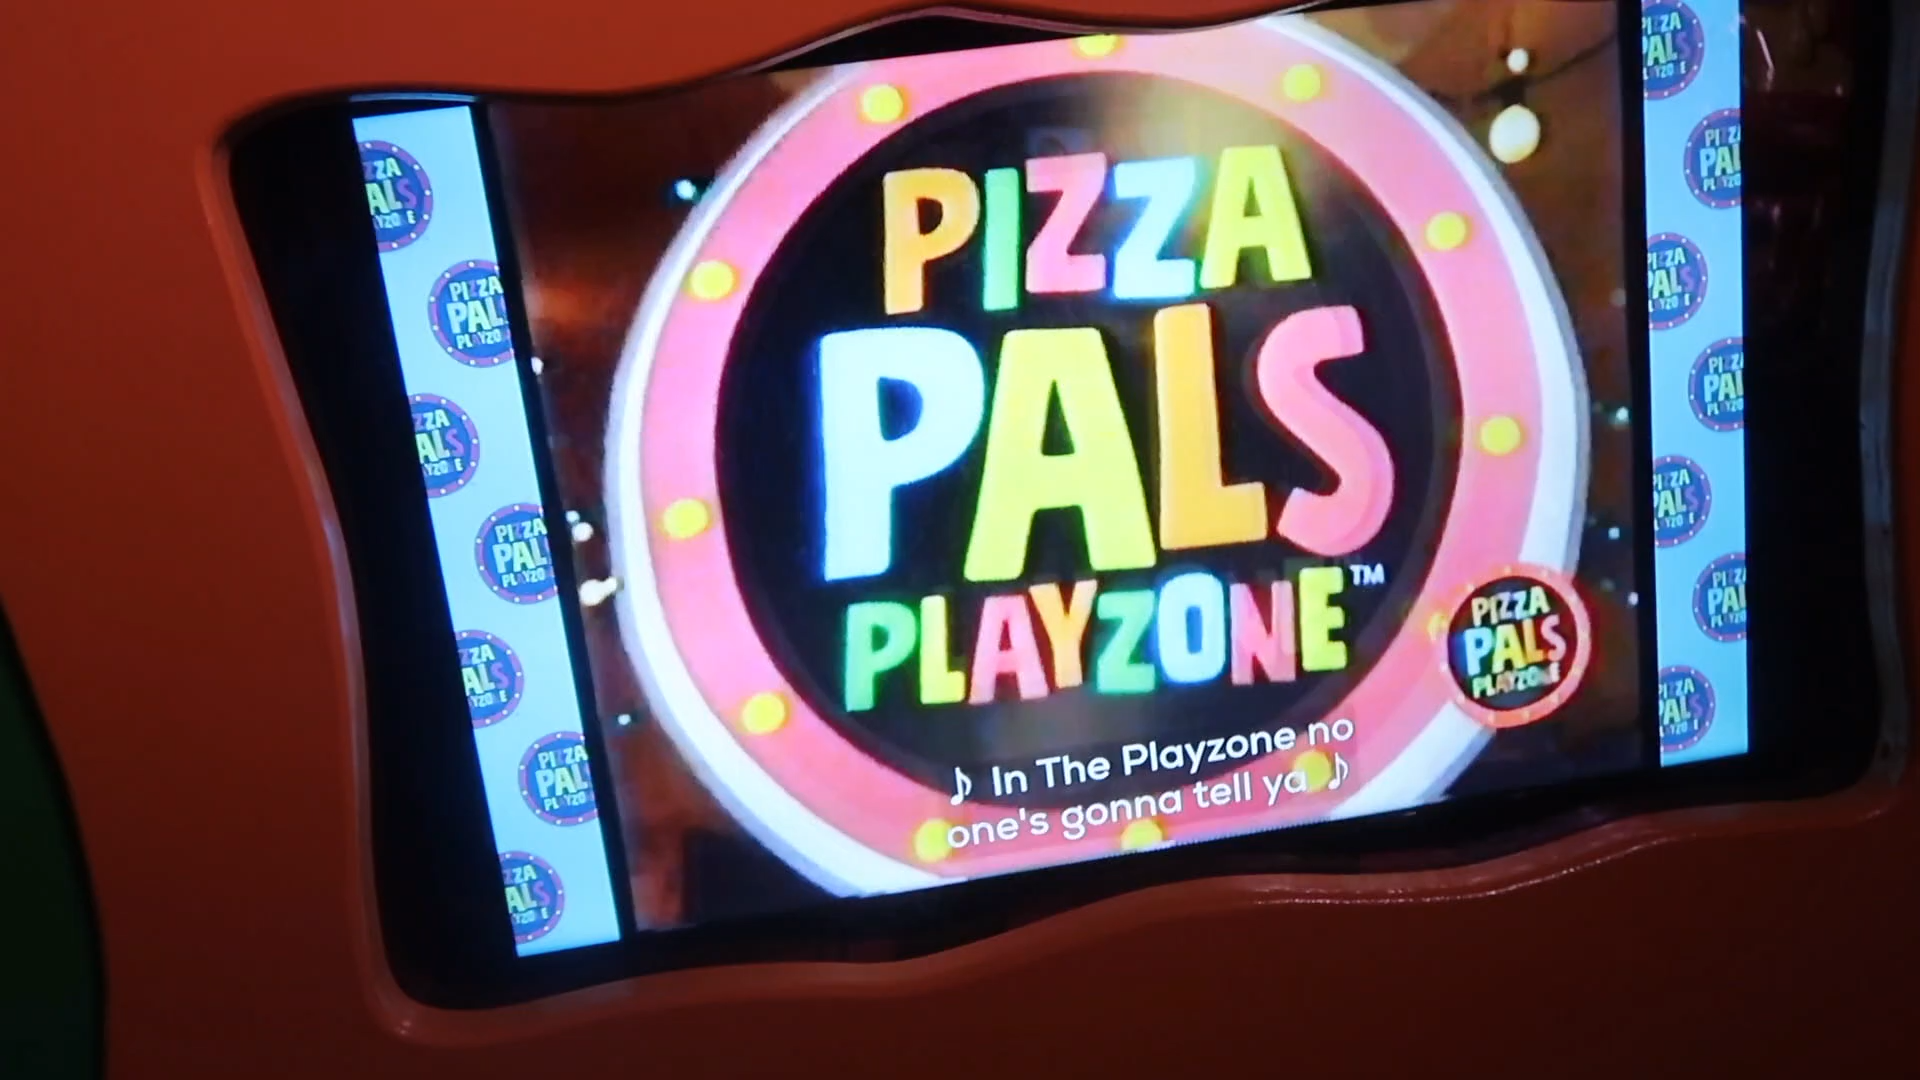 PIZZA
PALS
PLAYZONE™
♪ In The Playzone no
one's gonna tell ya ♪
PIZZA
PALS
PLAYZONE